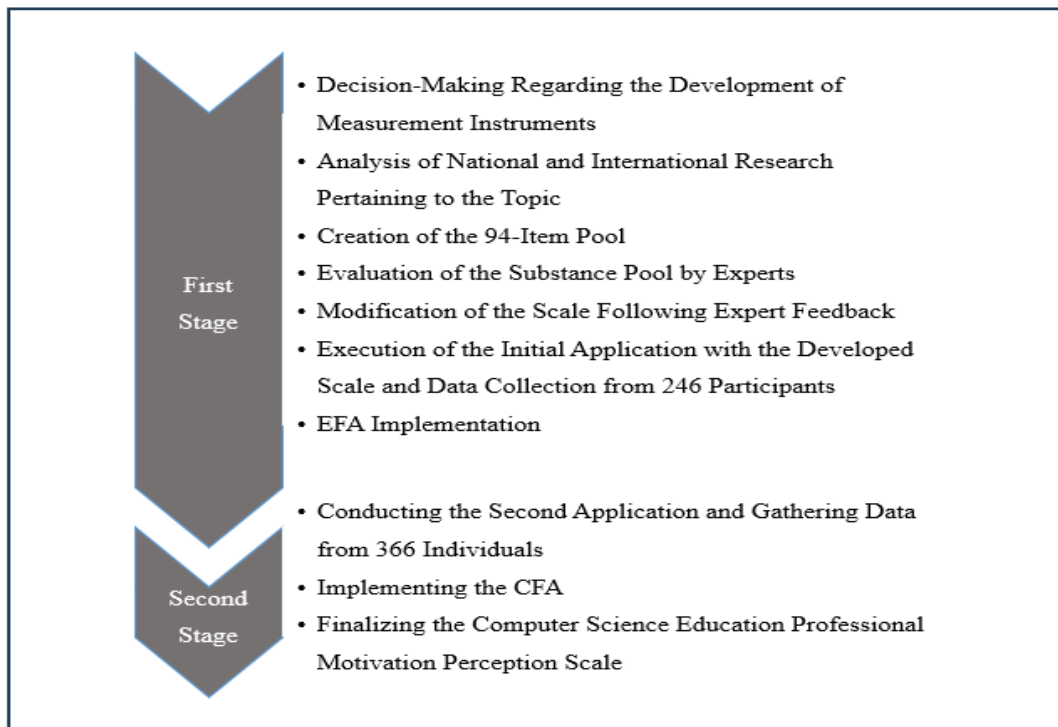 First
Stage
• Decision-Making Regarding the Development of
Measurement Instruments
• Analysis of National and International Research
Pertaining to the Topic
• Creation of the 94-Item Pool
• Evaluation of the Substance Pool by Experts
• Modification of the Scale Following Expert Feedback
• Execution of the Initial Application with the Developed
Scale and Data Collection from 246 Participants
• EFA Implementation
Second
Stage
• Conducting the Second Application and Gathering Data
from 366 Individuals
• Implementing the CFA
• Finalizing the Computer Science Education Professional
Motivation Perception Scale